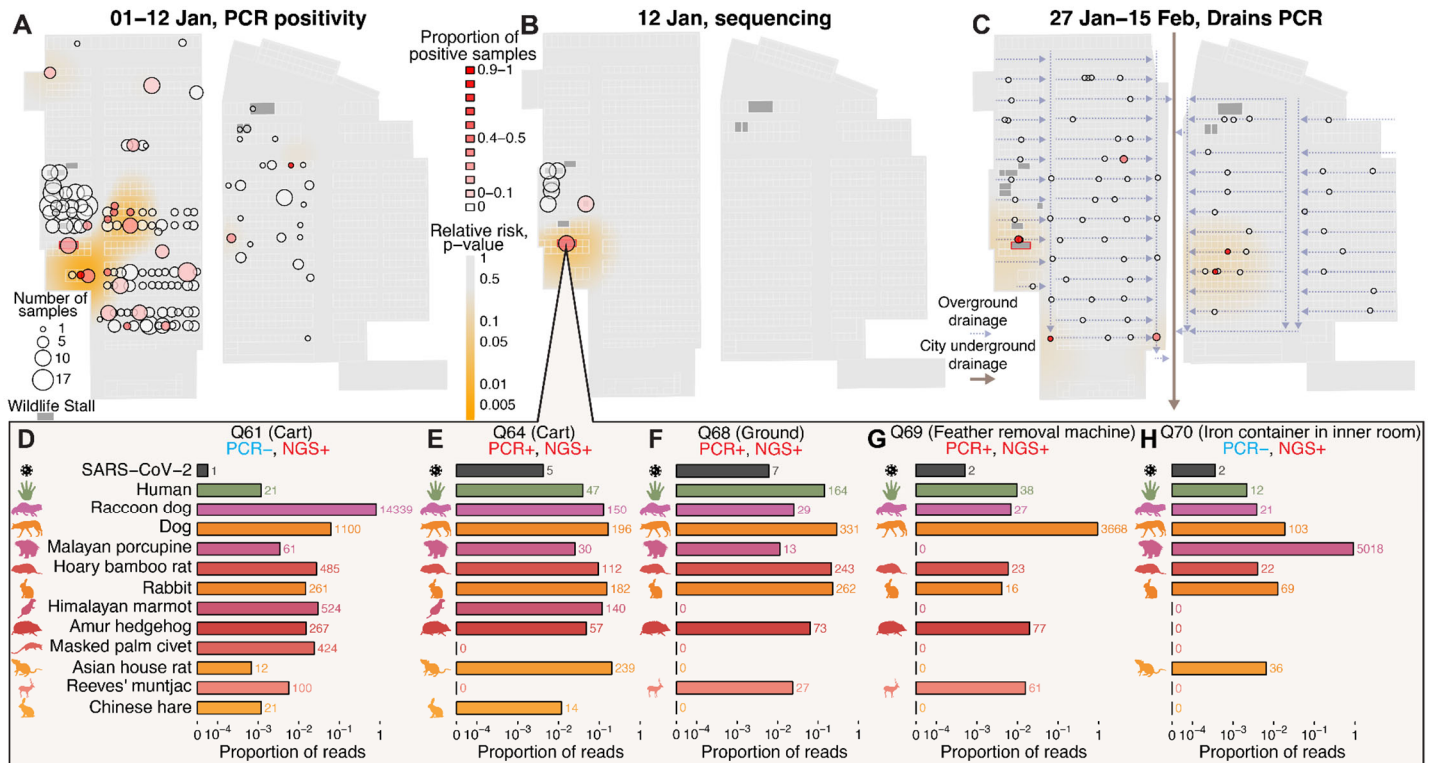 A
01–12 Jan, PCR positivity
Proportion of
positive samples
0.9–1
0.4–0.5
0–0.1
0
Relative risk,
p–value
1
0.5
0.1
0.05
0.01
0.005
Number of
samples
1
5
10
17
Wildlife Stall
B
12 Jan, sequencing
C
27 Jan–15 Feb, Drains PCR
Overground
drainage
City underground
drainage
D
Q61 (Cart)
PCR−, NGS+
SARS−CoV−2
1
Human
21
Raccoon dog
14339
Dog
1100
Malayan porcupine
61
Hoary bamboo rat
485
Rabbit
261
Himalayan marmot
524
Amur hedgehog
267
Masked palm civet
424
Asian house rat
12
Reeves' muntjac
100
Chinese hare
21
0 10−4 10−3 10−2 10−1 1
Proportion of reads
E
Q64 (Cart)
PCR+, NGS+
5
47
150
196
30
112
182
140
57
0
239
0
14
0 10−4 10−3 10−2 10−1 1
Proportion of reads
F
Q68 (Ground)
PCR+, NGS+
7
164
29
331
13
243
262
0
73
0
0
27
0
0 10−4 10−3 10−2 10−1 1
Proportion of reads
G
Q69 (Feather removal machine)
PCR+, NGS+
2
38
27
3668
0
23
16
0
77
0
0
61
0
0 10−4 10−3 10−2 10−1 1
Proportion of reads
H
Q70 (Iron container in inner room)
PCR−, NGS+
2
12
21
103
5018
22
69
0
0
0
36
0
0
0 10−4 10−3 10−2 10−1 1
Proportion of reads